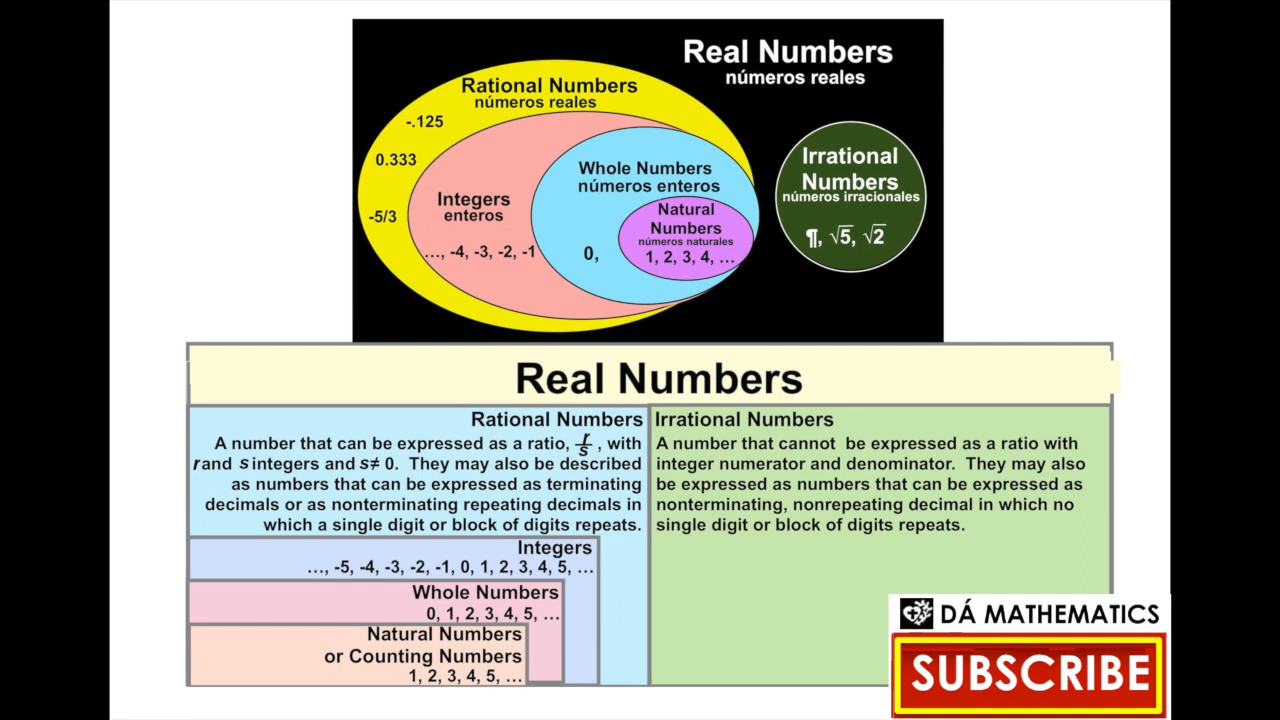 Real Numbers
números reales
Rational Numbers
números reales
-.125
0.333
-5/3
Integers
enteros
…, -4, -3, -2, -1
Whole Numbers
números enteros
0,
Natural
Numbers
números naturales
1, 2, 3, 4, …
Irrational
Numbers
números irracionales
¶, √5, √2
Real Numbers
Rational Numbers
A number that can be expressed as a ratio, r/s , with
r and s integers and s≠ 0. They may also be described
as numbers that can be expressed as terminating
decimals or as nonterminating repeating decimals in
which a single digit or block of digits repeats.
Integers
…, -5, -4, -3, -2, -1, 0, 1, 2, 3, 4, 5, …
Whole Numbers
0, 1, 2, 3, 4, 5, …
Natural Numbers
or Counting Numbers
1, 2, 3, 4, 5, …
Irrational Numbers
A number that cannot be expressed as a ratio with
integer numerator and denominator. They may also
be expressed as numbers that can be expressed as
nonterminating, nonrepeating decimal in which no
single digit or block of digits repeats.
DÁ MATHEMATICS
SUBSCRIBE